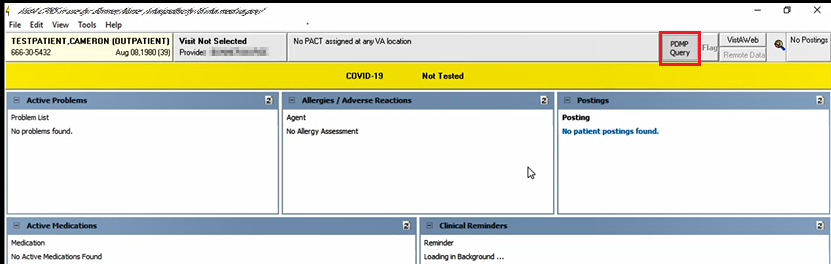 File Edit View Tools Help
TESTPATIENT,CAMERON (OUTPATIENT)
666-30-5432 Aug 08,1980 (39)
Visit Not Selected
Provider:
No PACT assigned at any VA location
PDMP
Query
Flag
VistAWeb
Remote Data
No Postings
COVID-19 Not Tested
Active Problems
Problem List
No problems found.
Allergies / Adverse Reactions
Agent
No Allergy Assessment
Postings
Posting
No patient postings found.
Active Medications
Medication
No Active Medications Found
Clinical Reminders
Reminder
Loading in Background ...